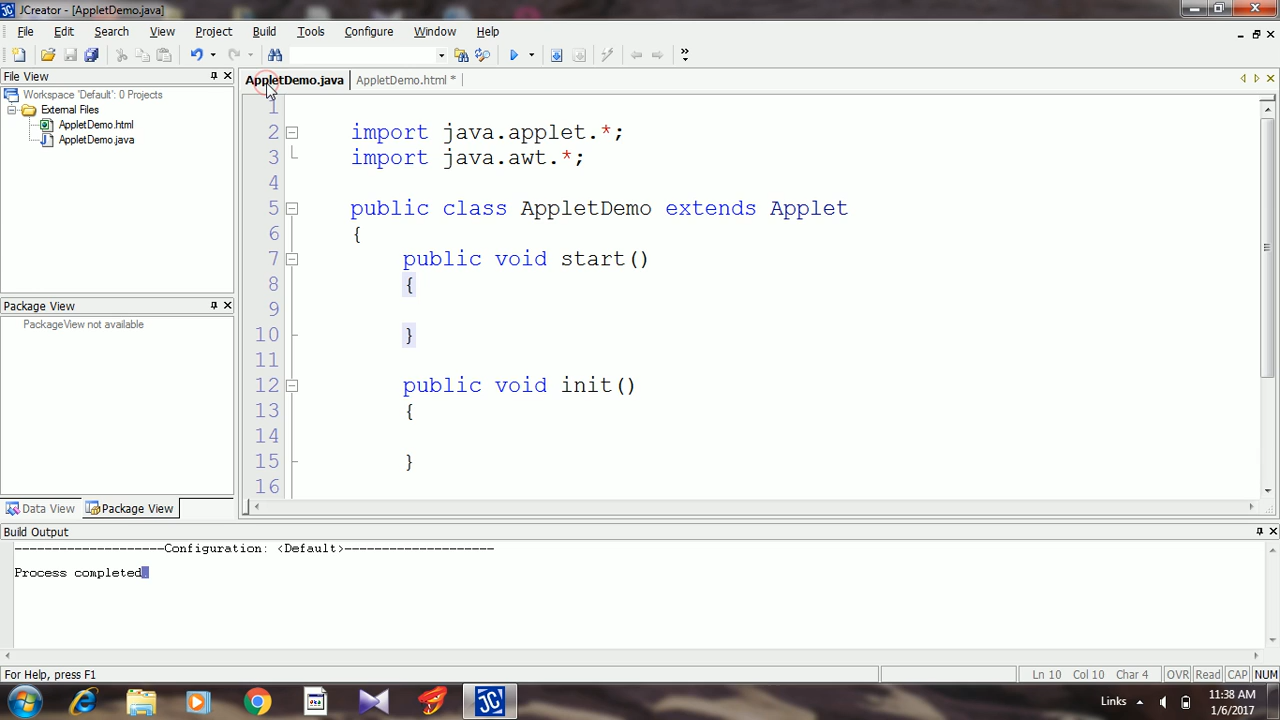 JCreator - [AppletDemo.java]
File Edit Search View Project Build Tools Configure Window Help
File View
AppletDemo.java AppletDemo.html *
Workspace 'Default': 0 Projects
External Files
AppletDemo.html
AppletDemo.java
1
2 import java.applet.*;
3 import java.awt.*;
4
5 public class AppletDemo extends Applet
6 {
7 public void start()
8 {
9
10 }
11
12 public void init()
13 {
14
15 }
16
Package View
PackageView not available
Data View Package View
Build Output
--------------------Configuration: <Default>--------------------
Process completed.
For Help, press F1
Ln 10 Col 10 Char 4 OVR Read CAP NUM
Links
11:38 AM
1/6/2017